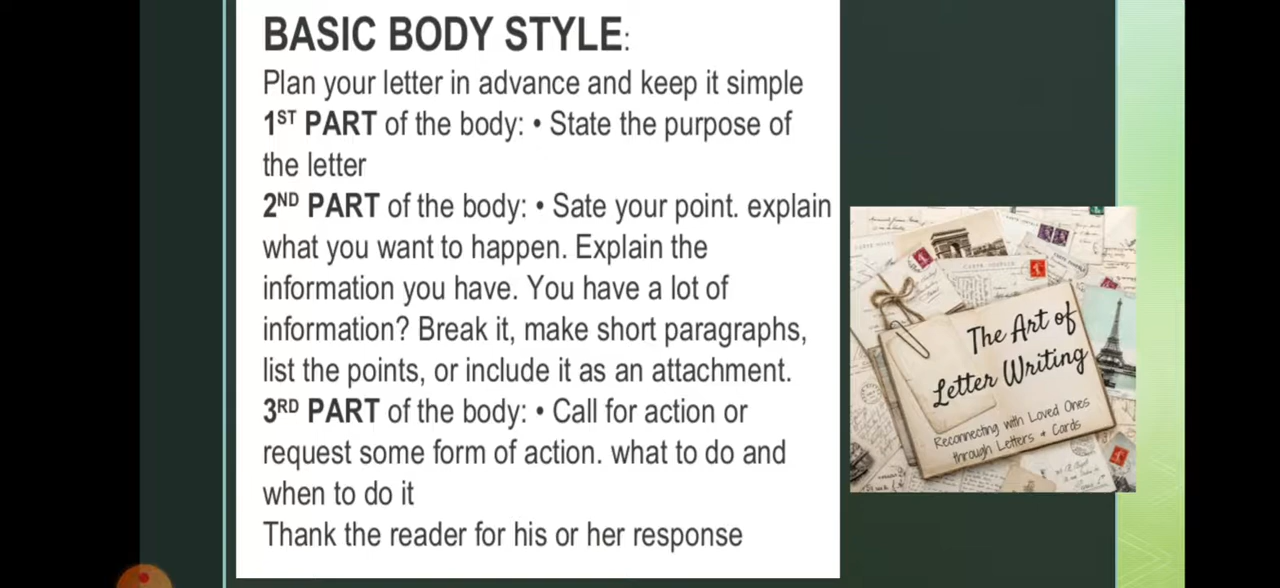 BASIC BODY STYLE:
Plan your letter in advance and keep it simple
1ST PART of the body: • State the purpose of
the letter
2ND PART of the body: • Sate your point. explain
what you want to happen. Explain the
information you have. You have a lot of
information? Break it, make short paragraphs,
list the points, or include it as an attachment.
3RD PART of the body: • Call for action or
request some form of action. what to do and
when to do it
Thank the reader for his or her response
The Art of
Letter Writing
Reconnecting with Loved Ones
through Letters + Cards